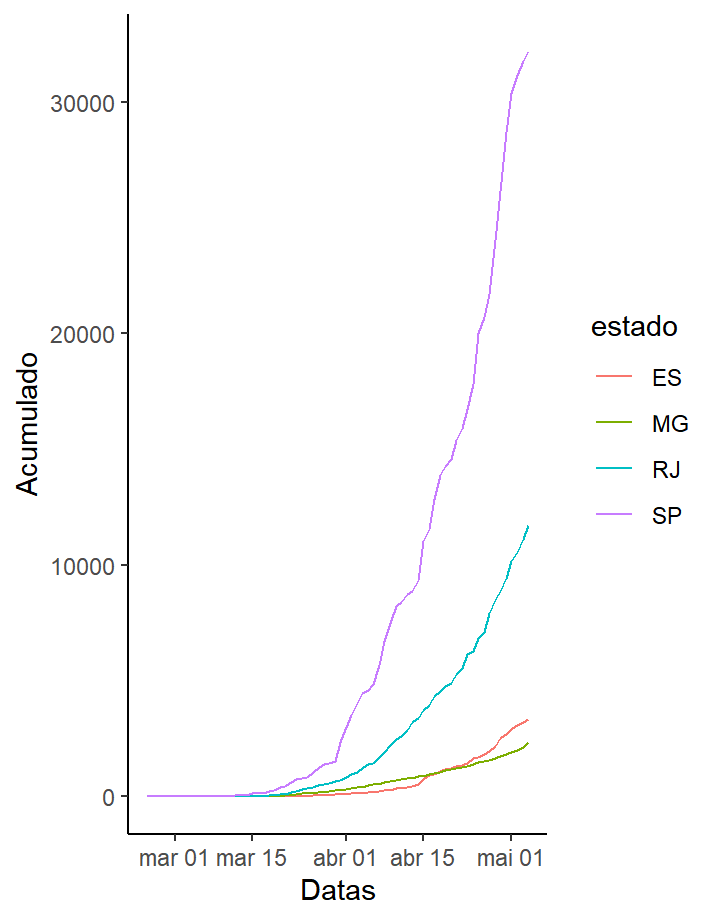 30000
20000
10000
0
Acumulado
mar 01 mar 15 abr 01 abr 15 mai 01
Datas
estado
ES
MG
RJ
SP